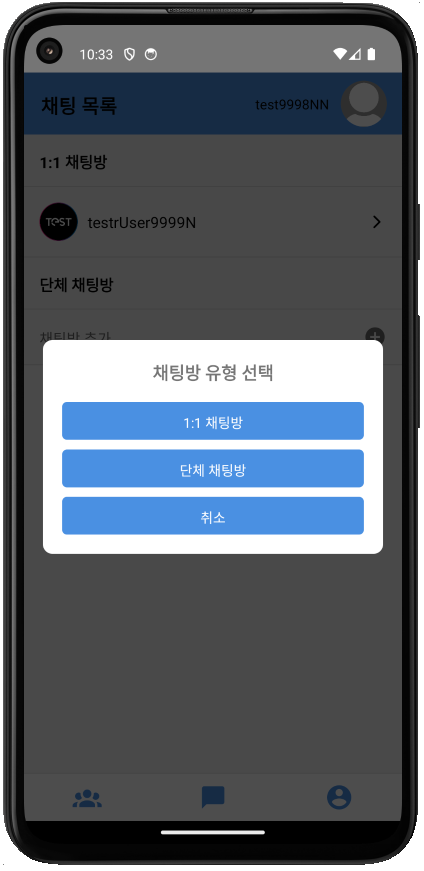 10:33
채팅 목록
test9998NN
1:1 채팅방
TEST
testrUser9999N
단체 채팅방
채팅방 추가
채팅방 유형 선택
1:1 채팅방
단체 채팅방
취소